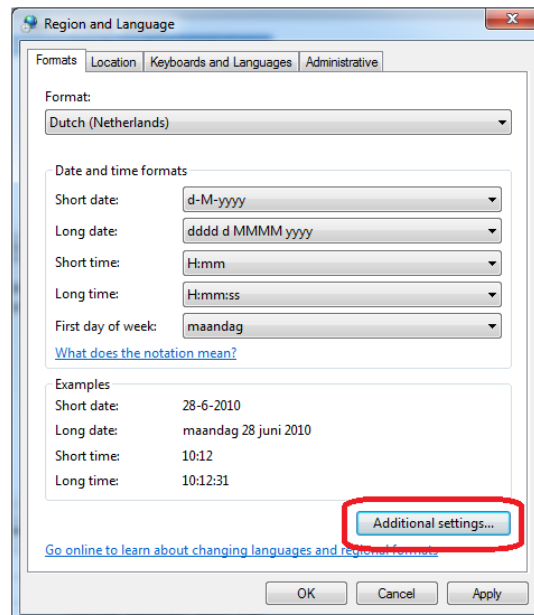 Region and Language
Formats Location Keyboards and Languages Administrative
Format:
Dutch (Netherlands)
Date and time formats
Short date: d-M-yyyy
Long date: dddd d MMMM yyyy
Short time: H:mm
Long time: H:mm:ss
First day of week: maandag
What does the notation mean?
Examples
Short date: 28-6-2010
Long date: maandag 28 juni 2010
Short time: 10:12
Long time: 10:12:31
Additional settings...
Go online to learn about changing languages and regional formats
OK Cancel Apply